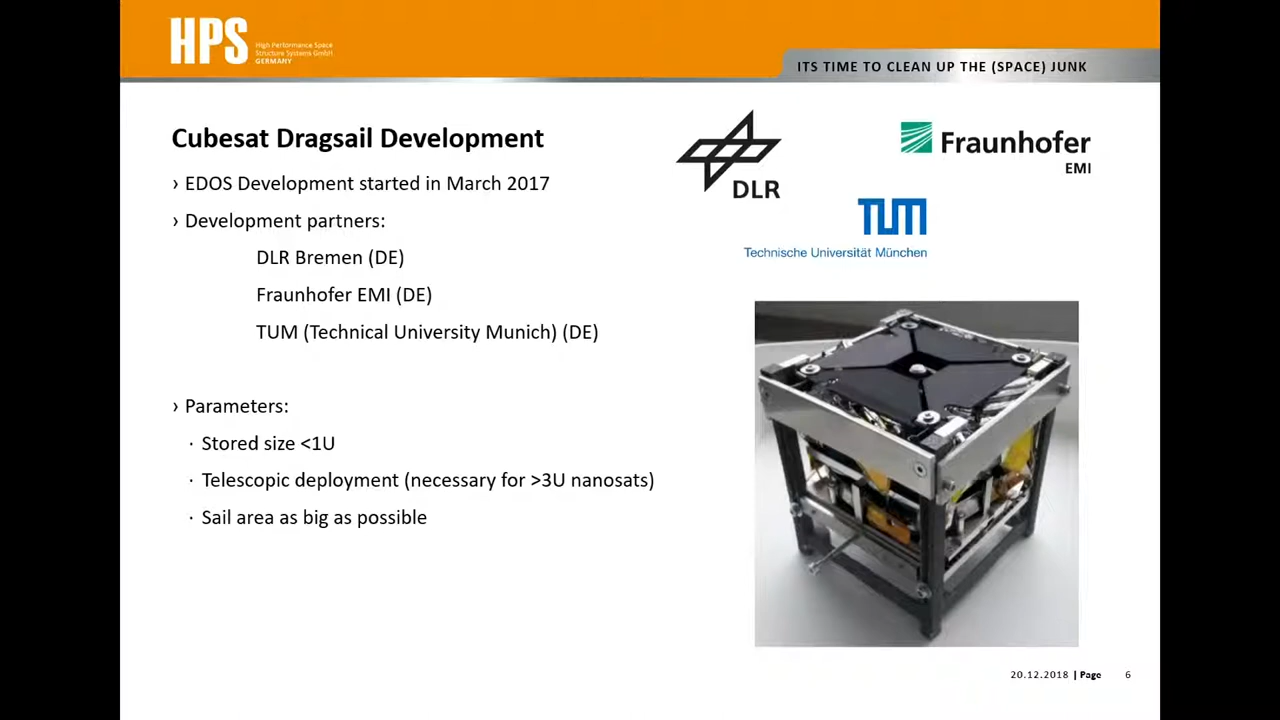 HPS
High Performance Space
Structure Systems GmbH
GERMANY
ITS TIME TO CLEAN UP THE (SPACE) JUNK
Cubesat Dragsail Development
› EDOS Development started in March 2017
› Development partners:
DLR Bremen (DE)
Fraunhofer EMI (DE)
TUM (Technical University Munich) (DE)
› Parameters:
· Stored size <1U
· Telescopic deployment (necessary for >3U nanosats)
· Sail area as big as possible
DLR
Fraunhofer
EMI
TUM
Technische Universität München
20.12.2018 | Page 6